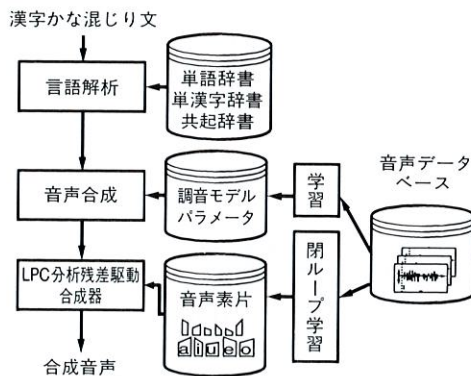 漢字かな混じり文
言語解析
単語辞書
単漢字辞書
共起辞書
音声合成
調音モデル
パラメータ
学習
音声データ
ベース
LPC分析残差駆動
合成器
音声素片
aiueo
閉ループ学習
合成音声